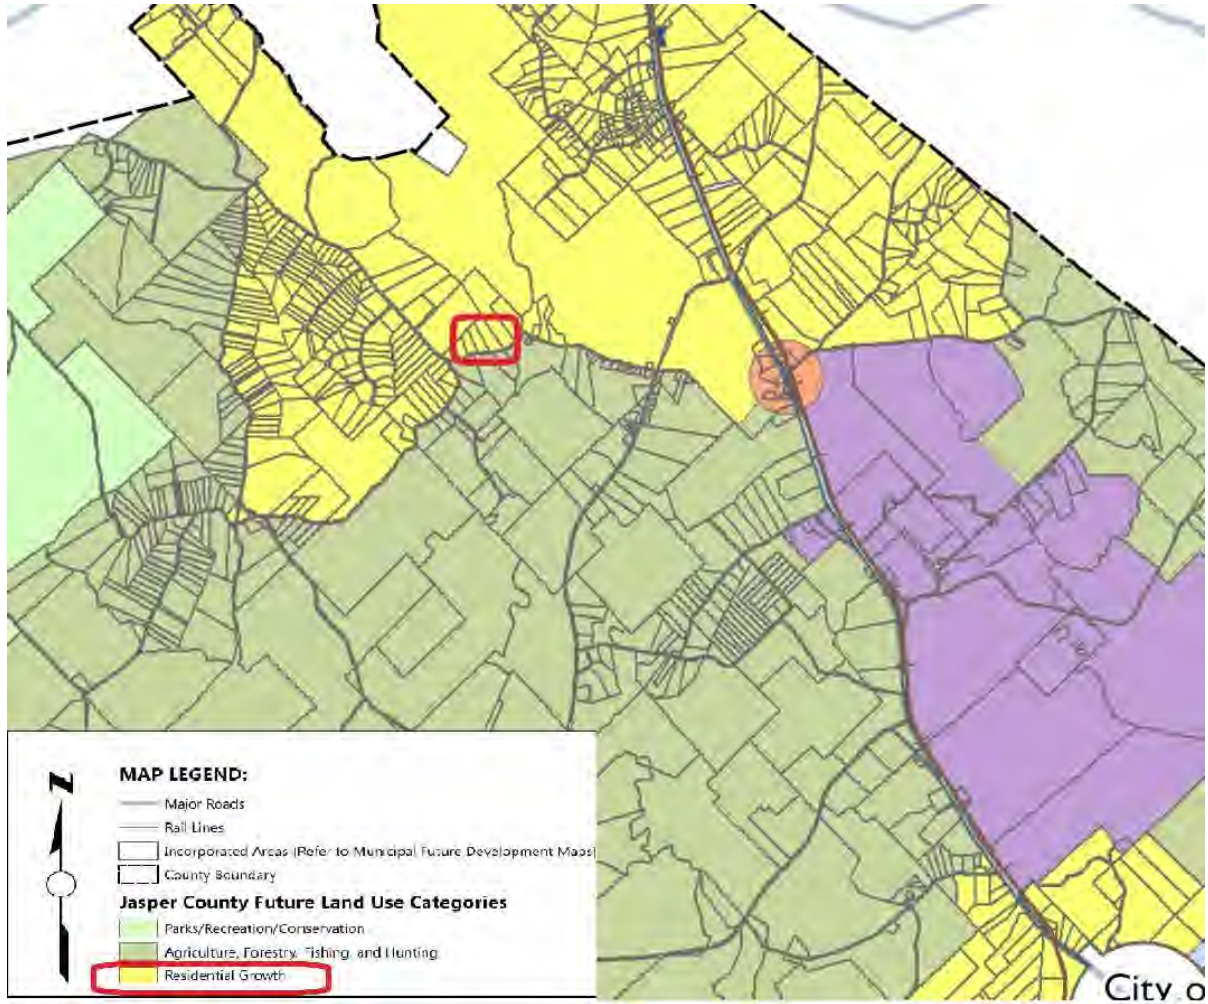 MAP LEGEND:
Major Roads
Rail Lines
Incorporated Areas (Refer to Municipal Future Development Maps)
County Boundary
Jasper County Future Land Use Categories
Parks/Recreation/Conservation
Agriculture, Forestry, Fishing, and Hunting
Residential Growth
City o
N